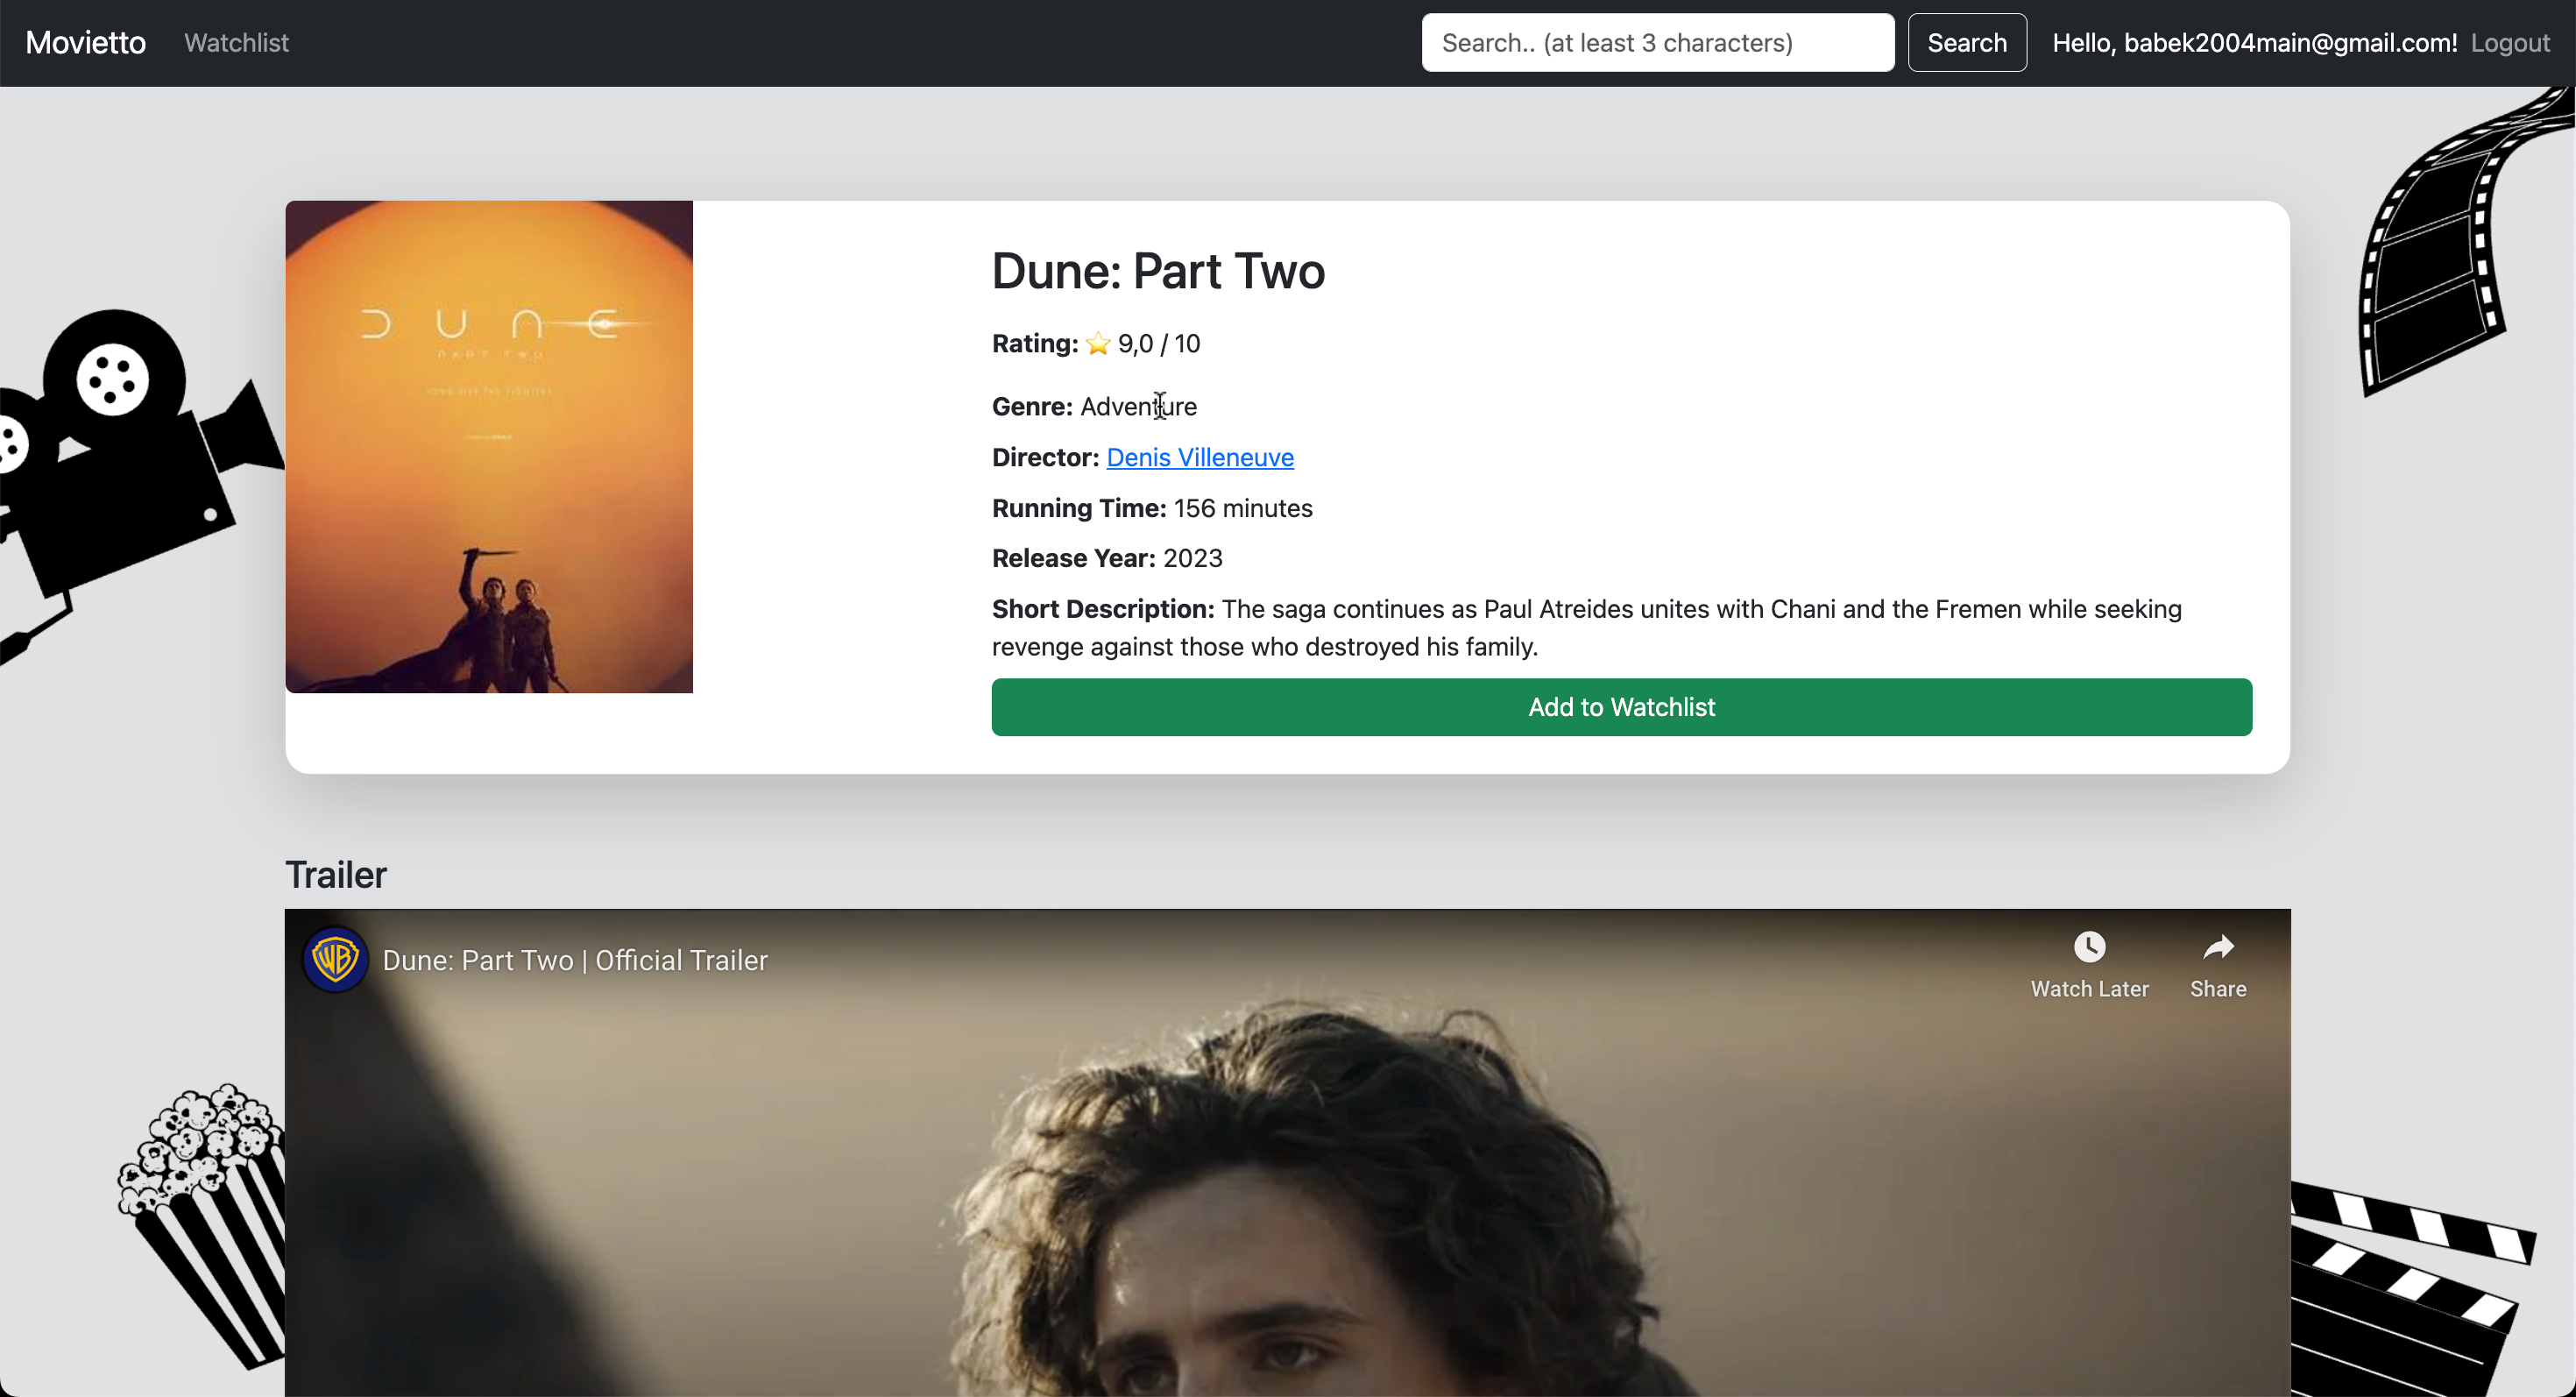 Movietto Watchlist Search.. (at least 3 characters) Search Hello, babek2004main@gmail.com! Logout
DUNE
PART TWO
Dune: Part Two
Rating: ⭐ 9,0 / 10
Genre: Adventure
Director: Denis Villeneuve
Running Time: 156 minutes
Release Year: 2023
Short Description: The saga continues as Paul Atreides unites with Chani and the Fremen while seeking
revenge against those who destroyed his family.
Add to Watchlist
Trailer
WB
Dune: Part Two | Official Trailer
Watch Later
Share